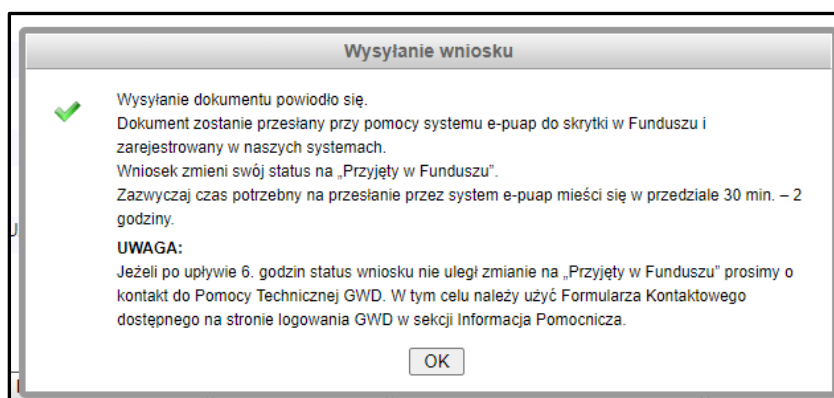 Wysyłanie wniosku
Wysyłanie dokumentu powiodło się.
Dokument zostanie przesłany przy pomocy systemu e-puap do skrytki w Funduszu i
zarejestrowany w naszych systemach.
Wniosek zmieni swój status na „Przyjęty w Funduszu”.
Zazwyczaj czas potrzebny na przesłanie przez system e-puap mieści się w przedziale 30 min. – 2
godziny.
UWAGA:
Jeżeli po upływie 6. godzin status wniosku nie uległ zmianie na „Przyjęty w Funduszu” prosimy o
kontakt do Pomocy Technicznej GWD. W tym celu należy użyć Formularza Kontaktowego
dostępnego na stronie logowania GWD w sekcji Informacja Pomocnicza.
OK